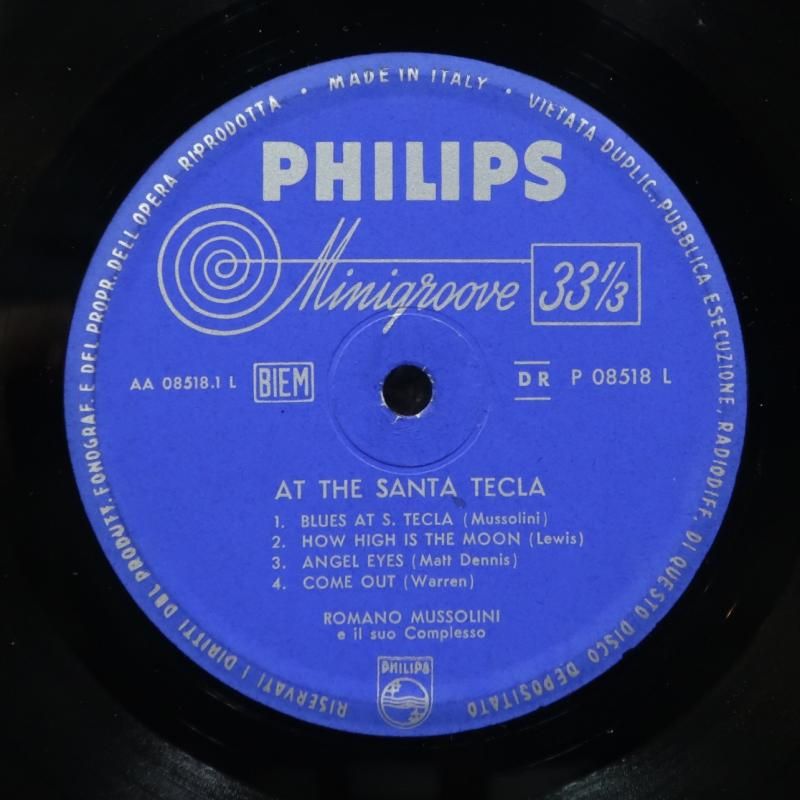 RISERVATI I DIRITTI DEL PRODUTT. FONOGRAF. E DEL PROPR. DELL'OPERA RIPRODOTTA • MADE IN ITALY • VIETATA DUPLIC., PUBBLICA ESECUZIONE, RADIODIFF. DI QUESTO DISCO DEPOSITATO
PHILIPS
Minigroove 33⅓
AA 08518.1 L BIEM DR P 08518 L
AT THE SANTA TECLA
1. BLUES AT S. TECLA (Mussolini)
2. HOW HIGH IS THE MOON (Lewis)
3. ANGEL EYES (Matt Dennis)
4. COME OUT (Warren)
ROMANO MUSSOLINI
e il suo Complesso
PHILIPS